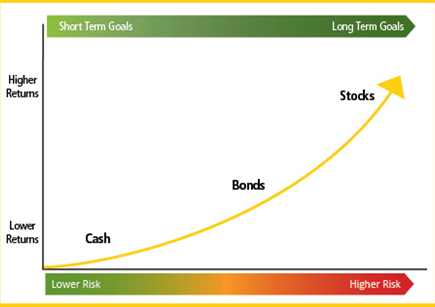 Short Term Goals
Long Term Goals
Higher
Returns
Stocks
Bonds
Lower
Returns
Cash
Lower Risk
Higher Risk